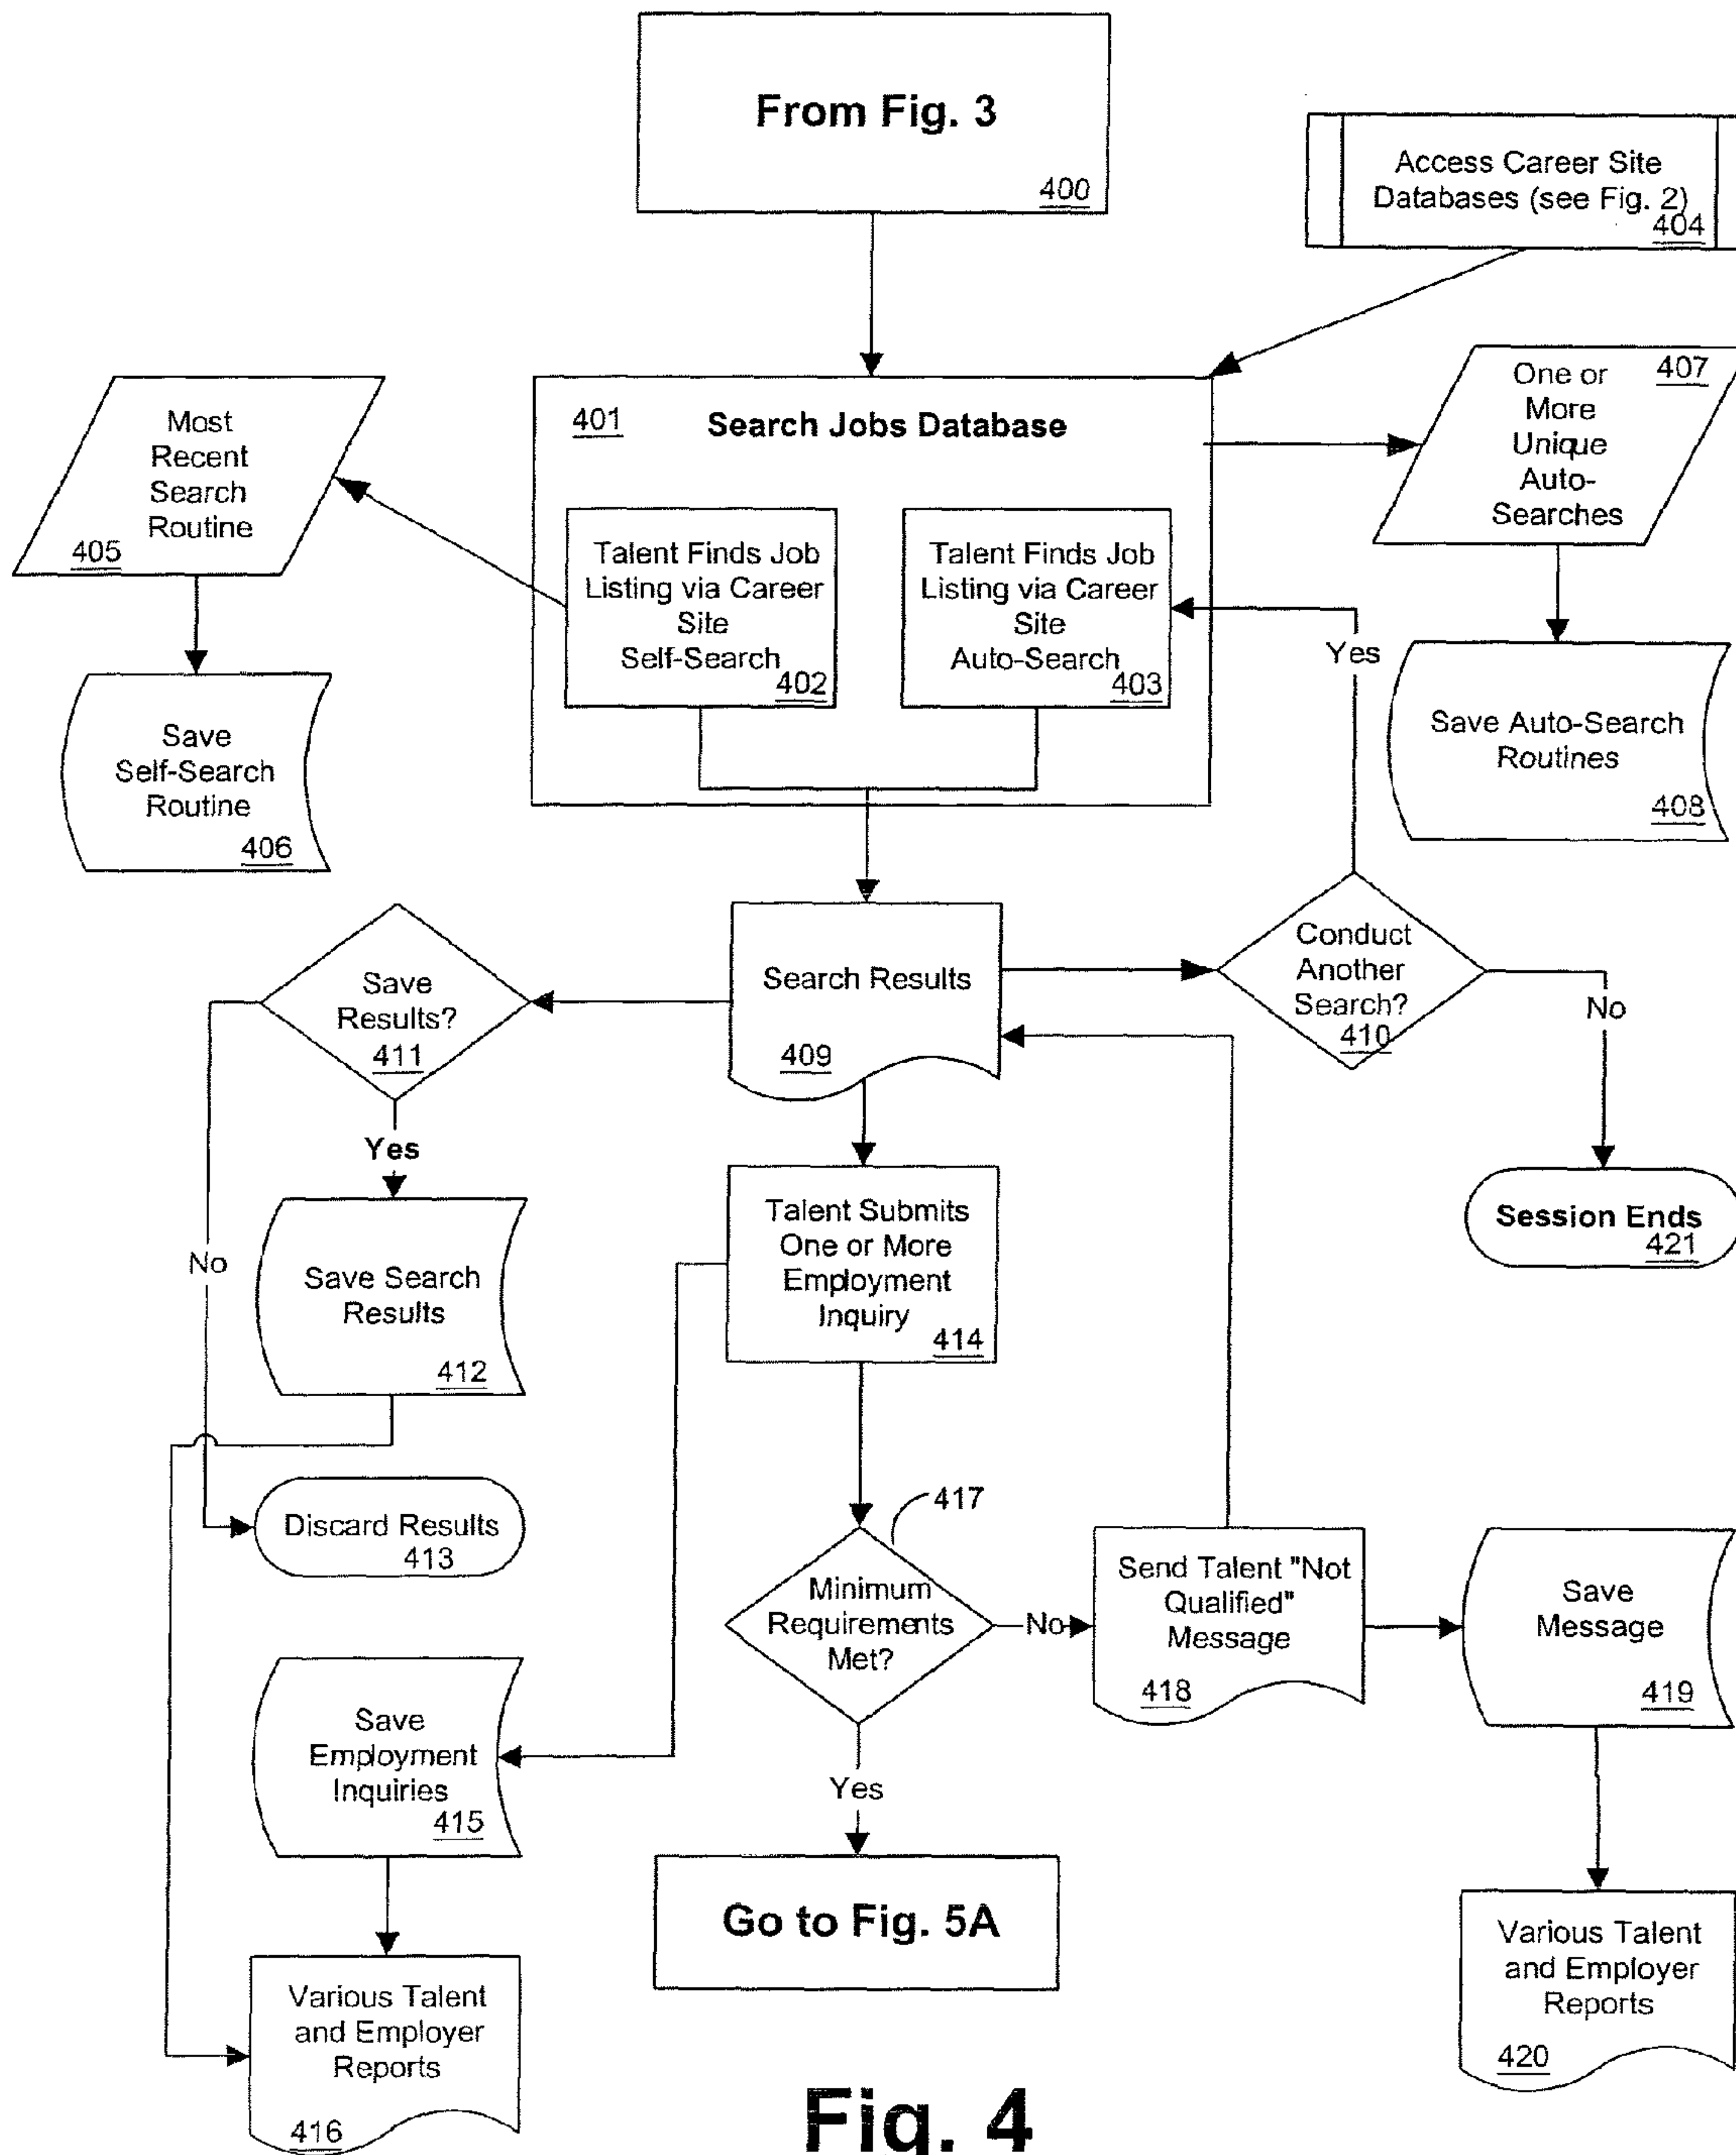 From Fig. 3
400
Access Career Site
Databases (see Fig. 2)
404
401
Search Jobs Database
Most
Recent
Search
Routine
405
407
One or
More
Unique
Auto-
Searches
Talent Finds Job
Listing via Career
Site
Self-Search
402
Talent Finds Job
Listing via Career
Site
Auto-Search
403
Yes
Save
Self-Search
Routine
406
Save Auto-Search
Routines
408
Save
Results?
411
Search Results
409
Conduct
Another
Search?
410
No
Yes
No
Save Search
Results
412
Talent Submits
One or More
Employment
Inquiry
414
Session Ends
421
Discard Results
413
417
Minimum
Requirements
Met?
No
Send Talent "Not
Qualified"
Message
418
Save
Message
419
Save
Employment
Inquiries
415
Yes
Go to Fig. 5A
Various Talent
and Employer
Reports
416
Various Talent
and Employer
Reports
420
Fig. 4